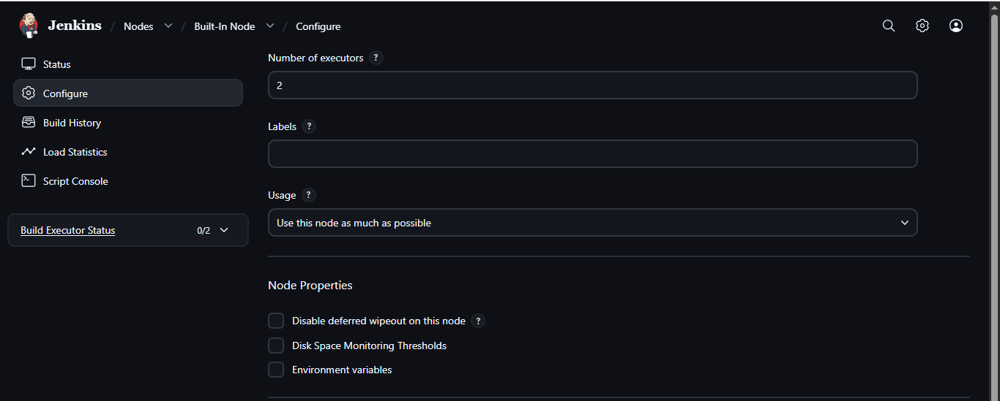 Jenkins / Nodes / Built-In Node / Configure
Status
Configure
Build History
Load Statistics
Script Console
Build Executor Status 0/2
Number of executors ?
2
Labels ?
Usage ?
Use this node as much as possible
Node Properties
Disable deferred wipeout on this node ?
Disk Space Monitoring Thresholds
Environment variables